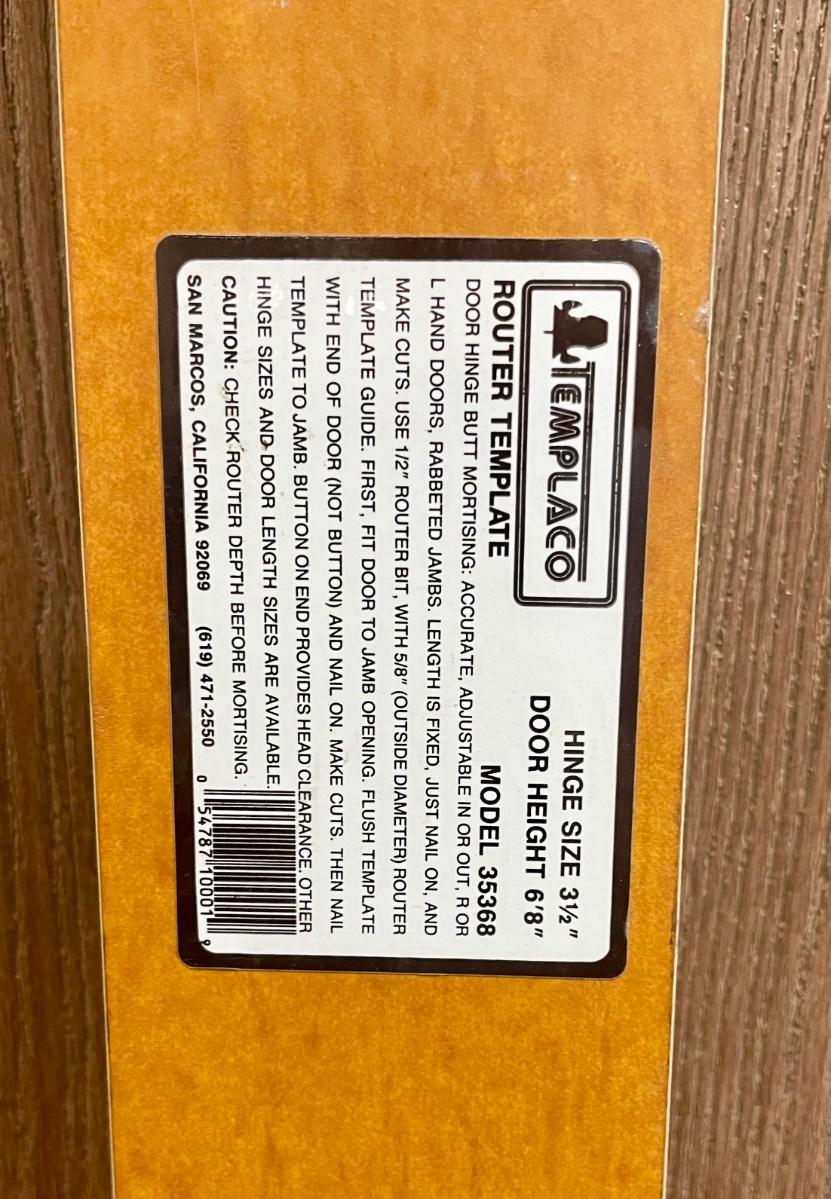 TEMPLACO
HINGE SIZE 3½"
DOOR HEIGHT 6'8"
ROUTER TEMPLATE MODEL 35368
DOOR HINGE BUTT MORTISING: ACCURATE, ADJUSTABLE IN OR OUT, R OR
L HAND DOORS, RABBETED JAMBS. LENGTH IS FIXED, JUST NAIL ON, AND
MAKE CUTS. USE 1/2" ROUTER BIT, WITH 5/8" (OUTSIDE DIAMETER) ROUTER
TEMPLATE GUIDE. FIRST, FIT DOOR TO JAMB OPENING. FLUSH TEMPLATE
WITH END OF DOOR (NOT BUTTON) AND NAIL ON. MAKE CUTS. THEN NAIL
TEMPLATE TO JAMB. BUTTON ON END PROVIDES HEAD CLEARANCE. OTHER
HINGE SIZES AND DOOR LENGTH SIZES ARE AVAILABLE.
CAUTION: CHECK ROUTER DEPTH BEFORE MORTISING.
SAN MARCOS, CALIFORNIA 92069 (619) 471-2550
0 54787 10001 9